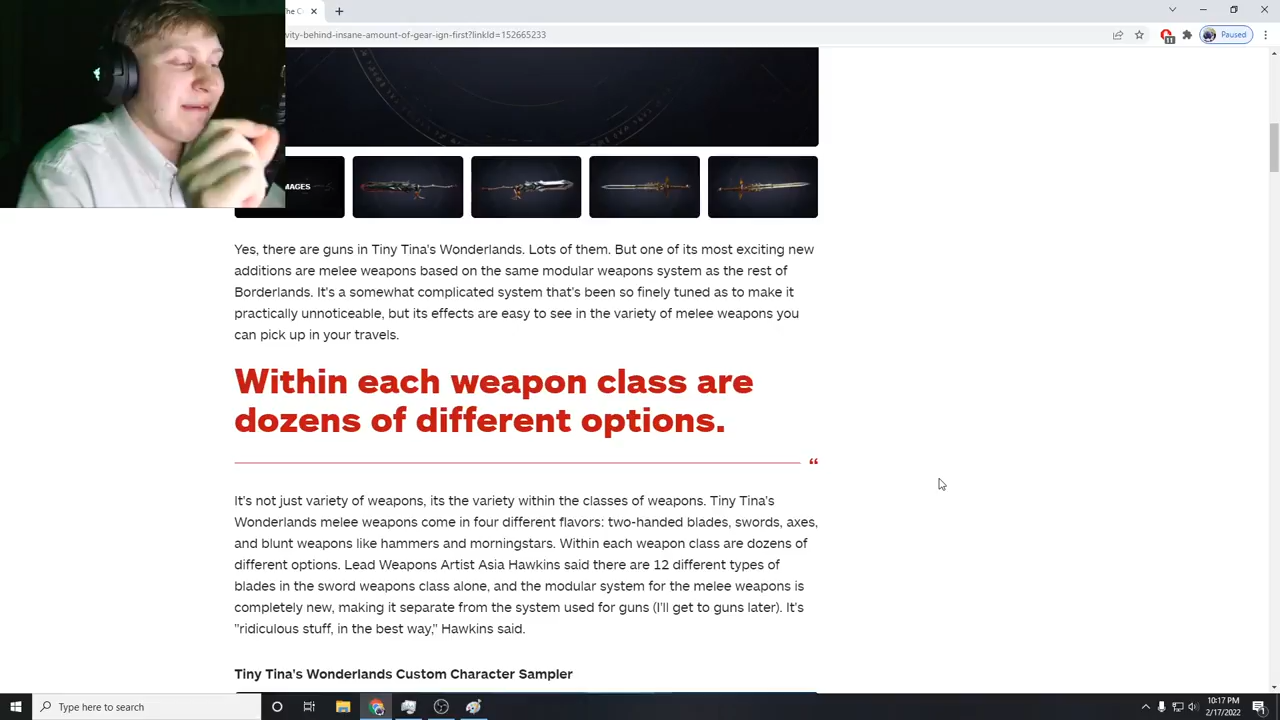 The C
vity-behind-insane-amount-of-gear-ign-first?linkId=152665233
11
Paused
MAGES
Yes, there are guns in Tiny Tina's Wonderlands. Lots of them. But one of its most exciting new
additions are melee weapons based on the same modular weapons system as the rest of
Borderlands. It's a somewhat complicated system that's been so finely tuned as to make it
practically unnoticeable, but its effects are easy to see in the variety of melee weapons you
can pick up in your travels.
Within each weapon class are
dozens of different options.
“
It's not just variety of weapons, its the variety within the classes of weapons. Tiny Tina's
Wonderlands melee weapons come in four different flavors: two-handed blades, swords, axes,
and blunt weapons like hammers and morningstars. Within each weapon class are dozens of
different options. Lead Weapons Artist Asia Hawkins said there are 12 different types of
blades in the sword weapons class alone, and the modular system for the melee weapons is
completely new, making it separate from the system used for guns (I'll get to guns later). It's
"ridiculous stuff, in the best way," Hawkins said.
Tiny Tina's Wonderlands Custom Character Sampler
Type here to search
10:17 PM
2/17/2022
1